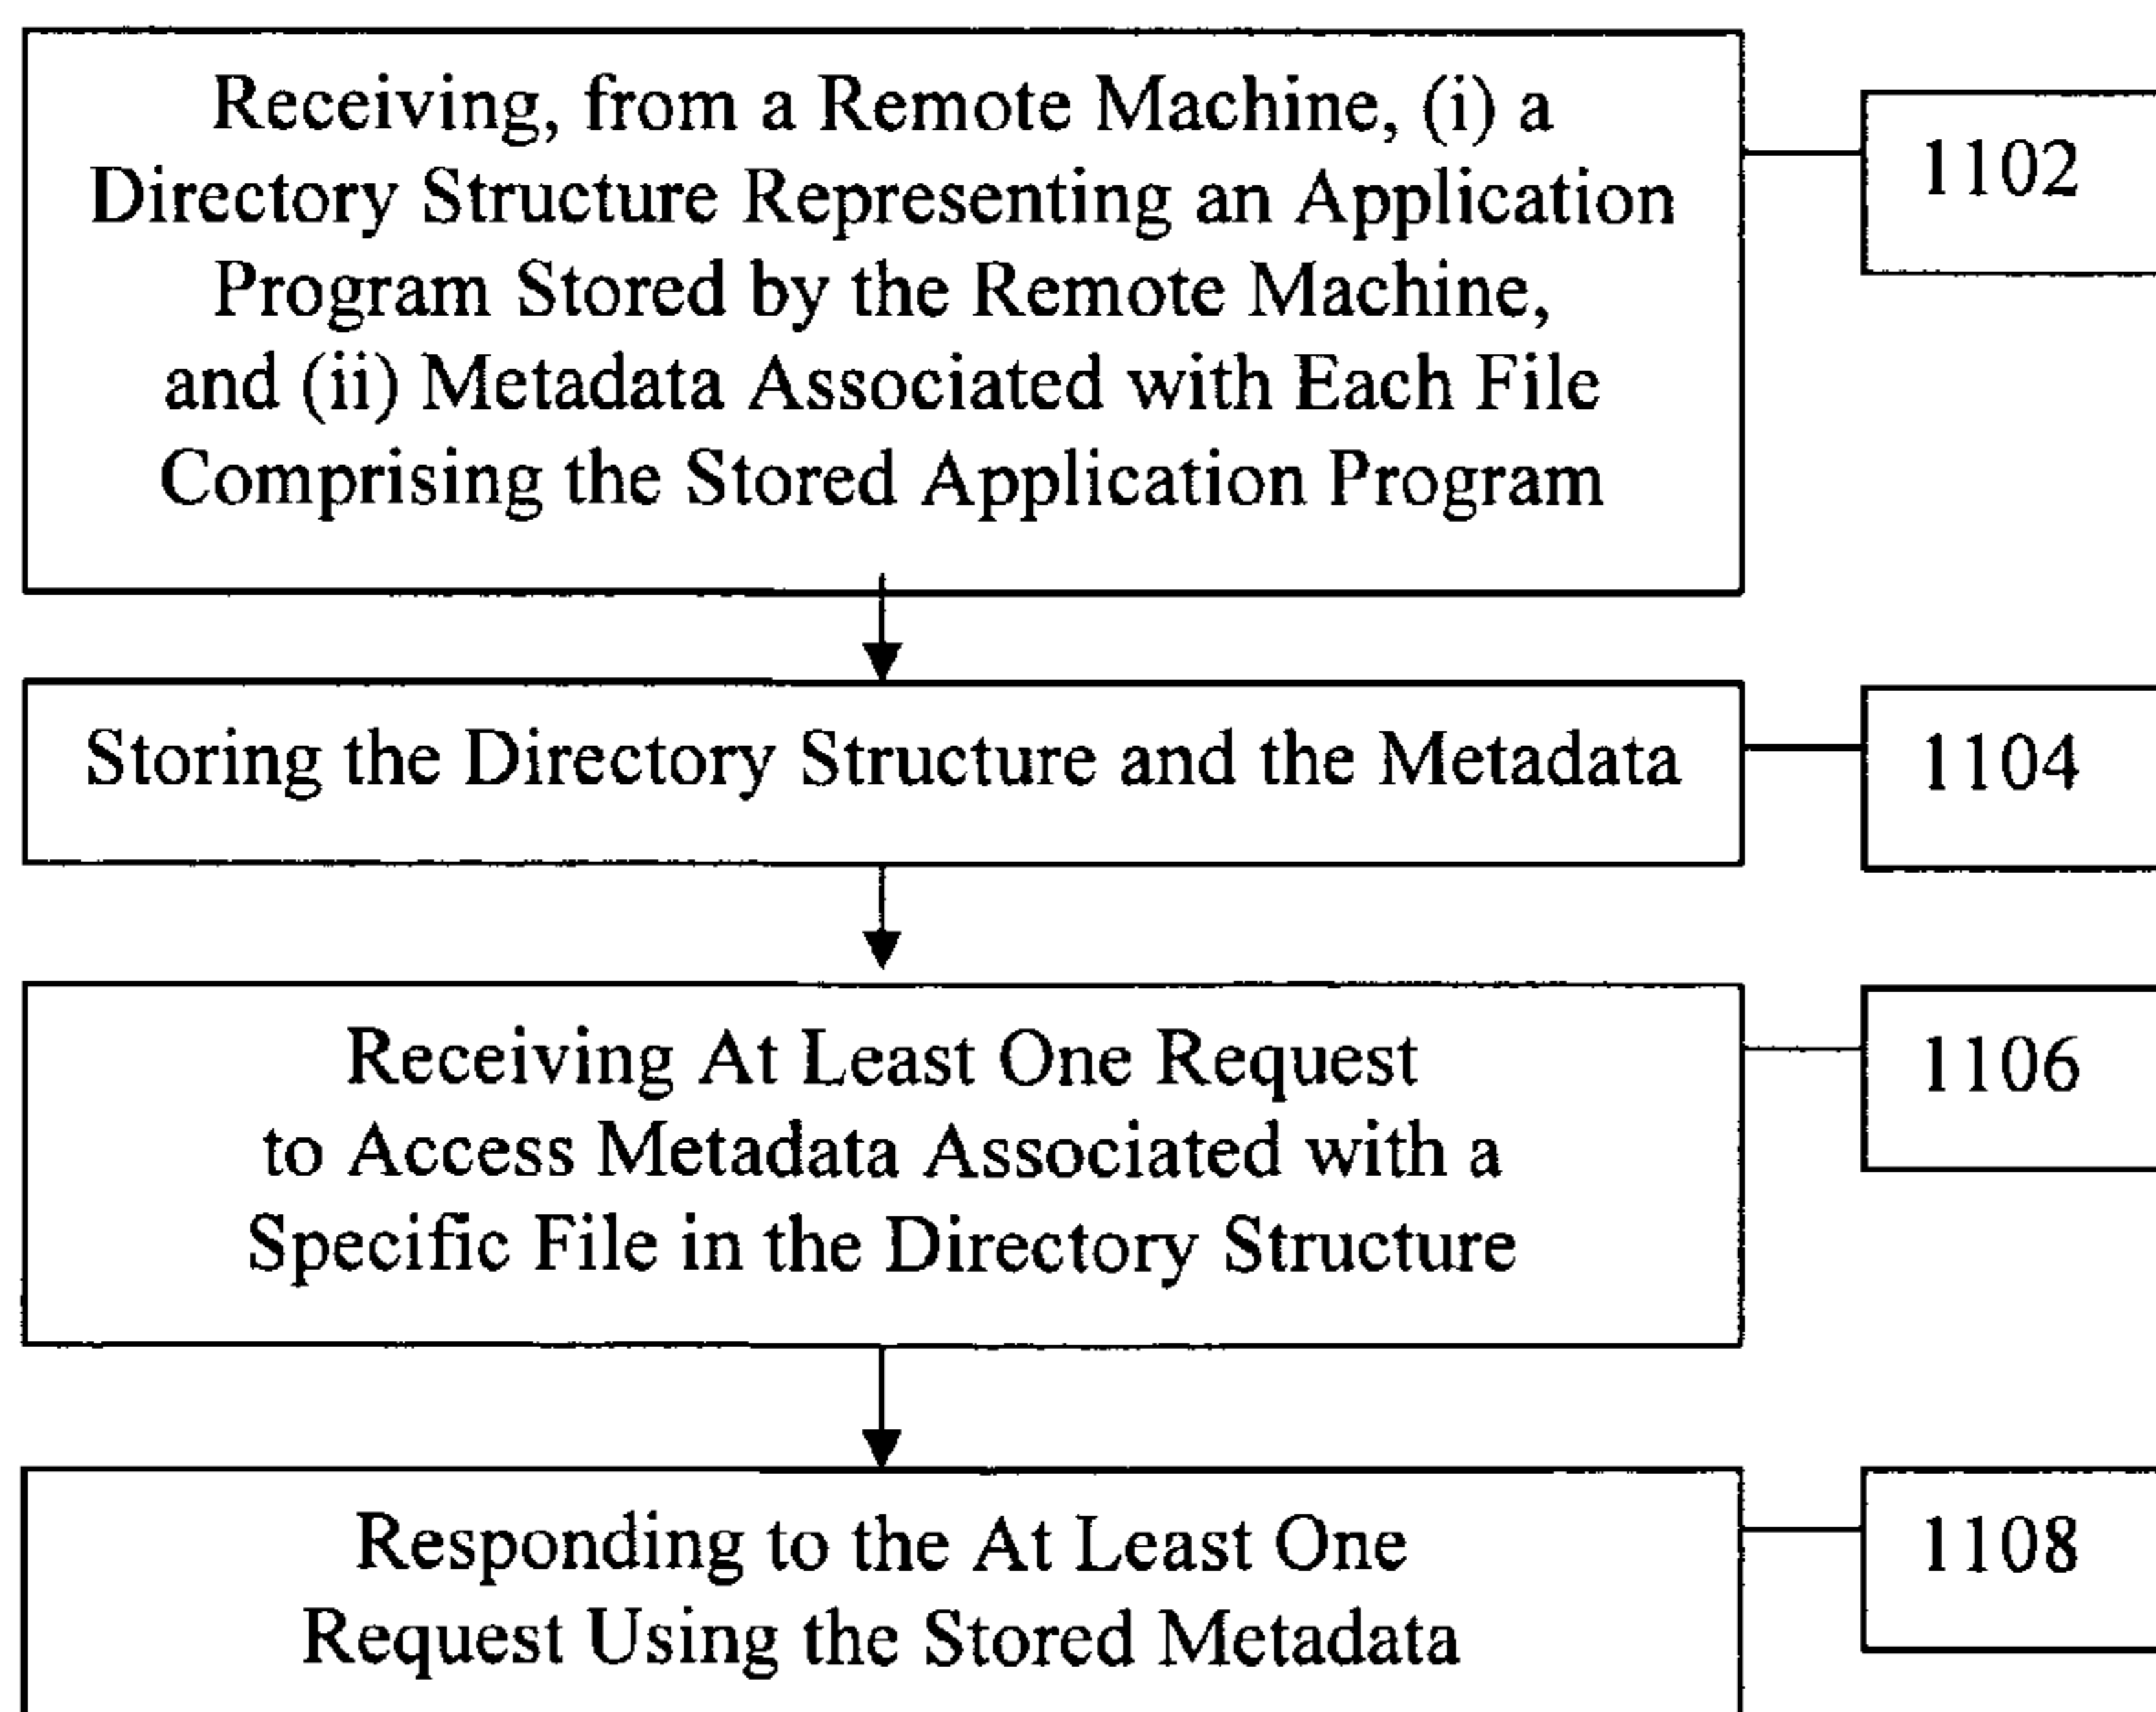 Receiving, from a Remote Machine, (i) a
Directory Structure Representing an Application
Program Stored by the Remote Machine,
and (ii) Metadata Associated with Each File
Comprising the Stored Application Program
1102
Storing the Directory Structure and the Metadata
1104
Receiving At Least One Request
to Access Metadata Associated with a
Specific File in the Directory Structure
1106
Responding to the At Least One
Request Using the Stored Metadata
1108